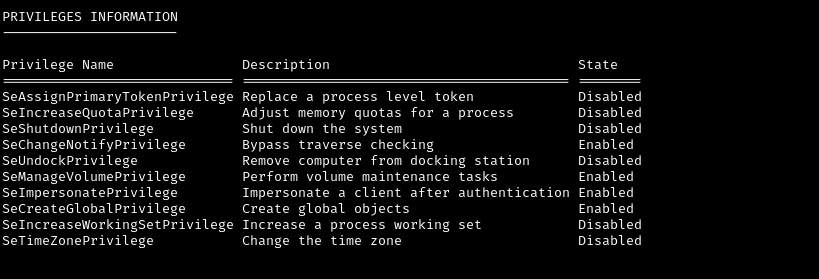 PRIVILEGES INFORMATION
----------------------
Privilege Name Description State
============================= ========================================= ========
SeAssignPrimaryTokenPrivilege Replace a process level token Disabled
SeIncreaseQuotaPrivilege Adjust memory quotas for a process Disabled
SeShutdownPrivilege Shut down the system Disabled
SeChangeNotifyPrivilege Bypass traverse checking Enabled
SeUndockPrivilege Remove computer from docking station Disabled
SeManageVolumePrivilege Perform volume maintenance tasks Enabled
SeImpersonatePrivilege Impersonate a client after authentication Enabled
SeCreateGlobalPrivilege Create global objects Enabled
SeIncreaseWorkingSetPrivilege Increase a process working set Disabled
SeTimeZonePrivilege Change the time zone Disabled